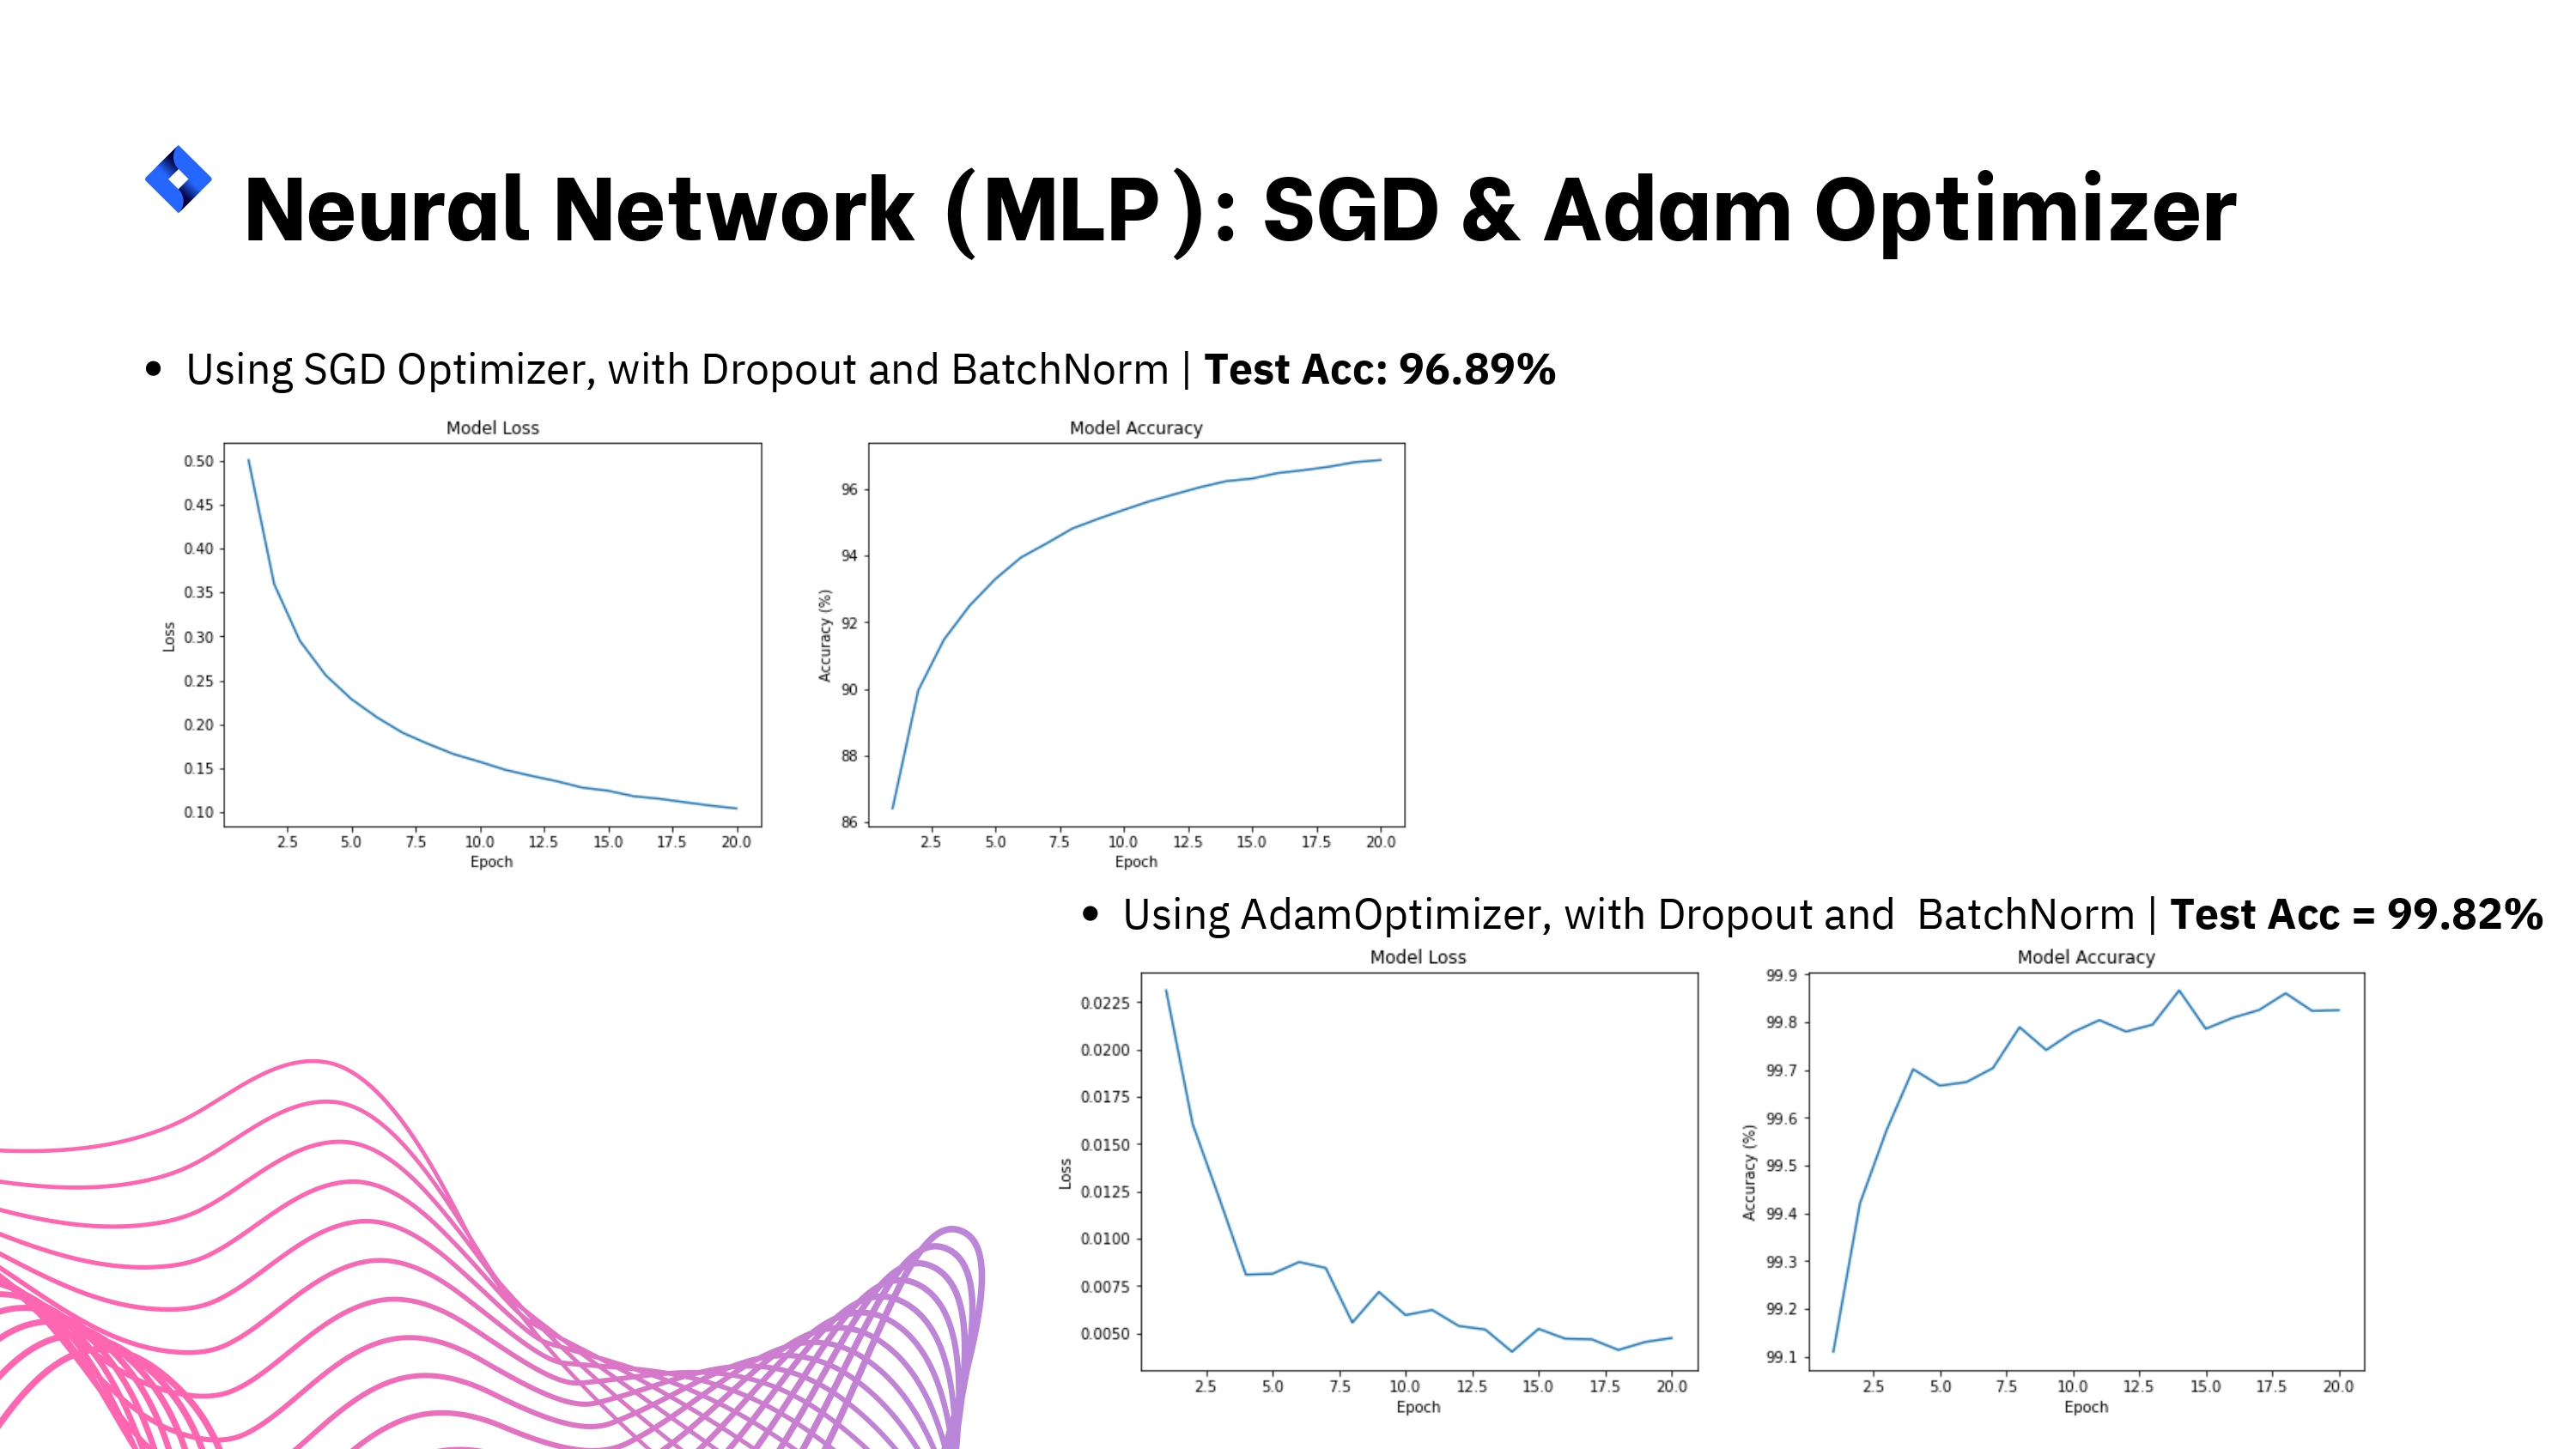 Neural Network (MLP): SGD & Adam Optimizer
• Using SGD Optimizer, with Dropout and BatchNorm | Test Acc: 96.89%
Model Loss
0.50
0.45
0.40
0.35
0.30
0.25
0.20
0.15
0.10
Loss
2.5 5.0 7.5 10.0 12.5 15.0 17.5 20.0
Epoch
Model Accuracy
96
94
92
90
88
86
Accuracy (%)
2.5 5.0 7.5 10.0 12.5 15.0 17.5 20.0
Epoch
• Using AdamOptimizer, with Dropout and  BatchNorm | Test Acc = 99.82%
Model Loss
0.0225
0.0200
0.0175
0.0150
0.0125
0.0100
0.0075
0.0050
Loss
2.5 5.0 7.5 10.0 12.5 15.0 17.5 20.0
Epoch
Model Accuracy
99.9
99.8
99.7
99.6
99.5
99.4
99.3
99.2
99.1
Accuracy (%)
2.5 5.0 7.5 10.0 12.5 15.0 17.5 20.0
Epoch